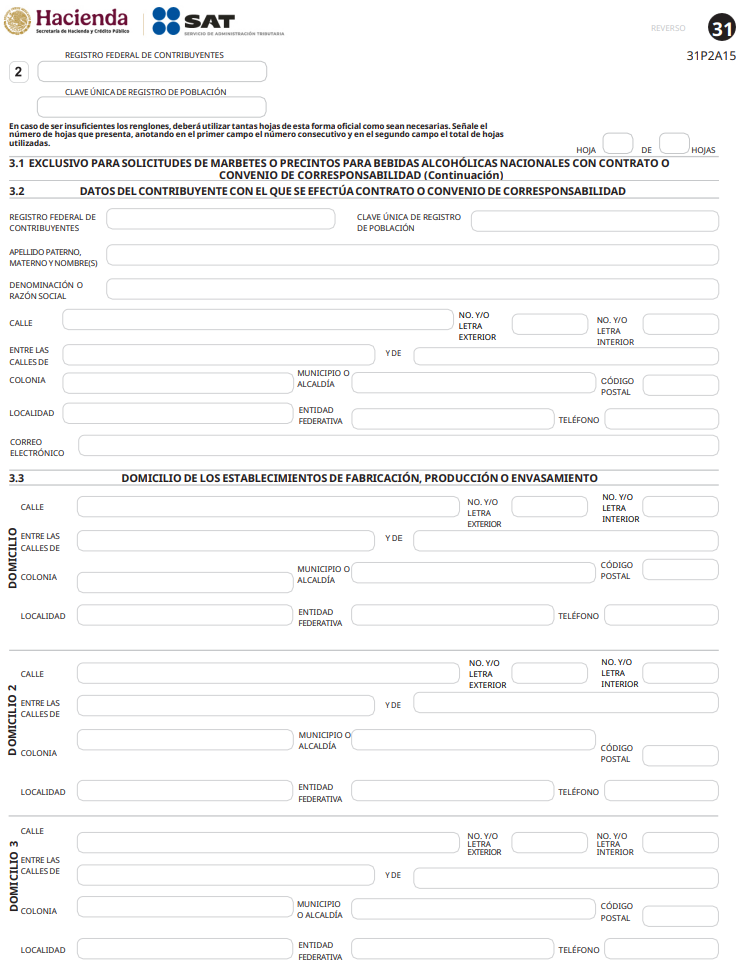 Hacienda
Secretaría de Hacienda y Crédito Público
SAT
SERVICIO DE ADMINISTRACIÓN TRIBUTARIA
REVERSO
31
31P2A15
REGISTRO FEDERAL DE CONTRIBUYENTES
2
CLAVE ÚNICA DE REGISTRO DE POBLACIÓN
En caso de ser insuficientes los renglones, deberá utilizar tantas hojas de esta forma oficial como sean necesarias. Señale el
número de hojas que presenta, anotando en el primer campo el número consecutivo y en el segundo campo el total de hojas
utilizadas.
HOJA DE HOJAS
3.1 EXCLUSIVO PARA SOLICITUDES DE MARBETES O PRECINTOS PARA BEBIDAS ALCOHÓLICAS NACIONALES CON CONTRATO O
CONVENIO DE CORRESPONSABILIDAD (Continuación)
3.2 DATOS DEL CONTRIBUYENTE CON EL QUE SE EFECTÚA CONTRATO O CONVENIO DE CORRESPONSABILIDAD
REGISTRO FEDERAL DE
CONTRIBUYENTES
CLAVE ÚNICA DE REGISTRO
DE POBLACIÓN
APELLIDO PATERNO,
MATERNO Y NOMBRE(S)
DENOMINACIÓN O
RAZÓN SOCIAL
CALLE
NO. Y/O
LETRA
EXTERIOR
NO. Y/O
LETRA
INTERIOR
ENTRE LAS
CALLES DE
Y DE
COLONIA
MUNICIPIO O
ALCALDÍA
CÓDIGO
POSTAL
LOCALIDAD
ENTIDAD
FEDERATIVA
TELÉFONO
CORREO
ELECTRÓNICO
3.3 DOMICILIO DE LOS ESTABLECIMIENTOS DE FABRICACIÓN, PRODUCCIÓN O ENVASAMIENTO
DOMICILIO
CALLE
NO. Y/O
LETRA
EXTERIOR
NO. Y/O
LETRA
INTERIOR
ENTRE LAS
CALLES DE
Y DE
COLONIA
MUNICIPIO O
ALCALDÍA
CÓDIGO
POSTAL
LOCALIDAD
ENTIDAD
FEDERATIVA
TELÉFONO
DOMICILIO 2
CALLE
NO. Y/O
LETRA
EXTERIOR
NO. Y/O
LETRA
INTERIOR
ENTRE LAS
CALLES DE
Y DE
COLONIA
MUNICIPIO O
ALCALDÍA
CÓDIGO
POSTAL
LOCALIDAD
ENTIDAD
FEDERATIVA
TELÉFONO
DOMICILIO 3
CALLE
NO. Y/O
LETRA
EXTERIOR
NO. Y/O
LETRA
INTERIOR
ENTRE LAS
CALLES DE
Y DE
COLONIA
MUNICIPIO
O ALCALDÍA
CÓDIGO
POSTAL
LOCALIDAD
ENTIDAD
FEDERATIVA
TELÉFONO